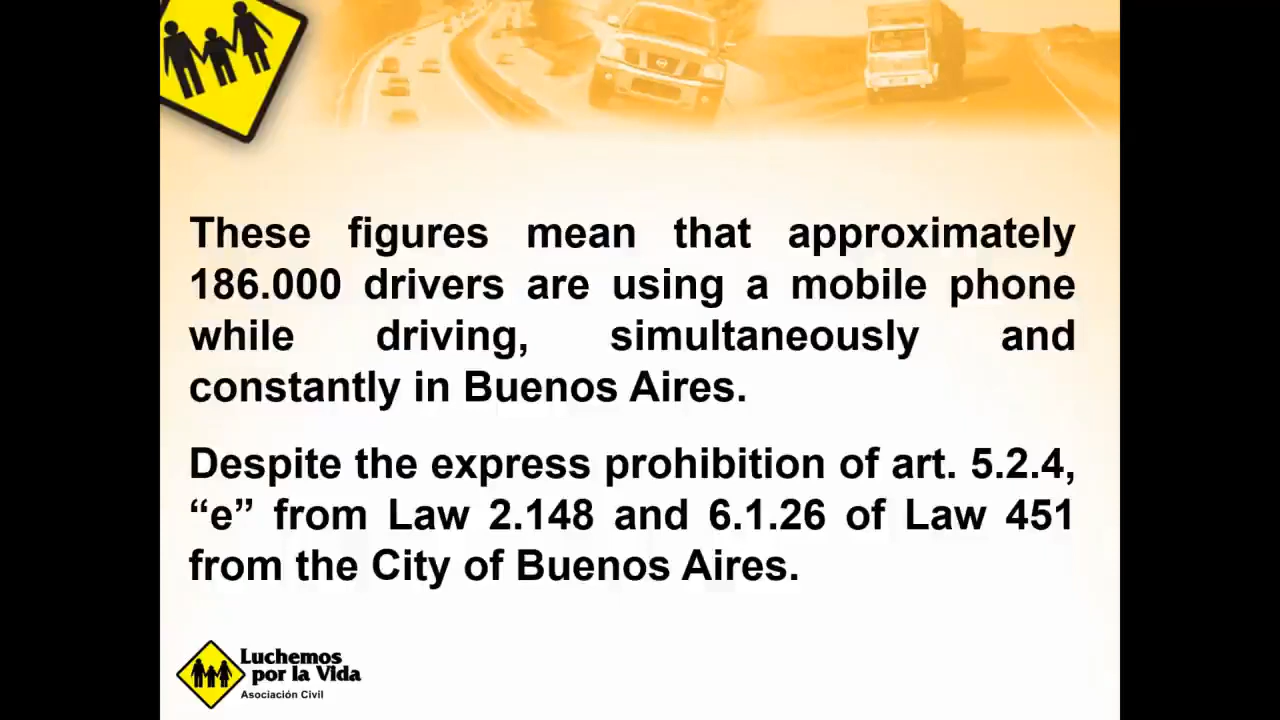 These figures mean that approximately
186.000 drivers are using a mobile phone
while driving, simultaneously and
constantly in Buenos Aires.
Despite the express prohibition of art. 5.2.4,
“e” from Law 2.148 and 6.1.26 of Law 451
from the City of Buenos Aires.
Luchemos
por la Vida
Asociación Civil